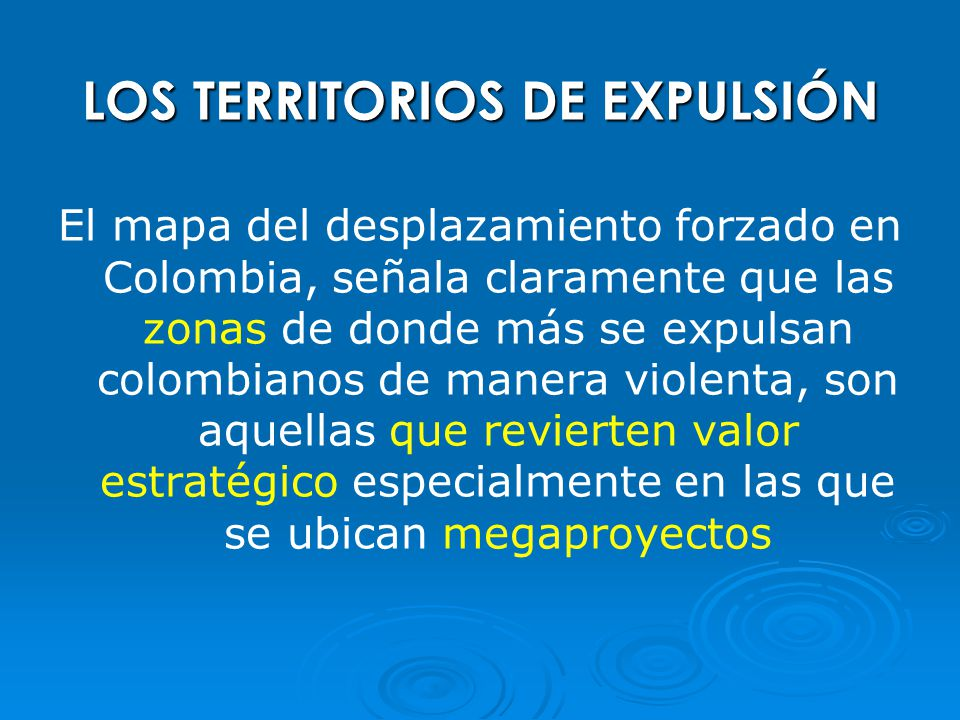 LOS TERRITORIOS DE EXPULSIÓN
El mapa del desplazamiento forzado en
Colombia, señala claramente que las
zonas de donde más se expulsan
colombianos de manera violenta, son
aquellas que revierten valor
estratégico especialmente en las que
se ubican megaproyectos